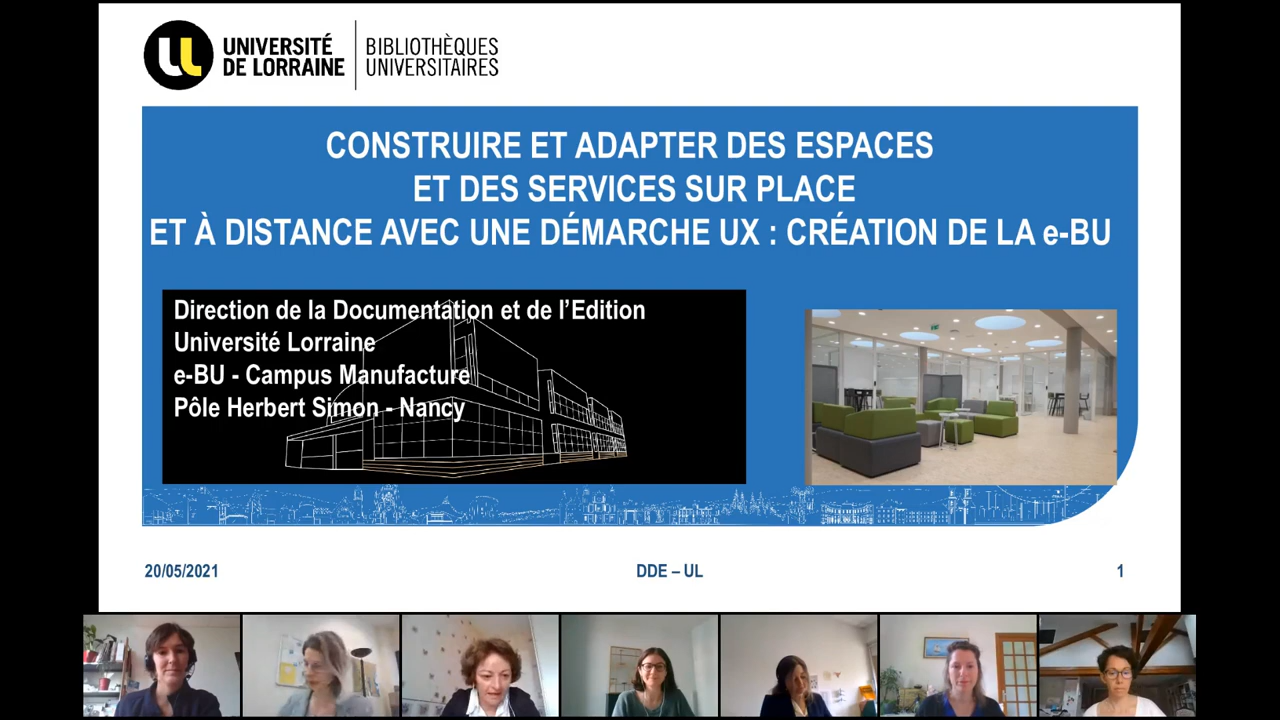 UNIVERSITÉ
DE LORRAINE
BIBLIOTHÈQUES
UNIVERSITAIRES
CONSTRUIRE ET ADAPTER DES ESPACES
ET DES SERVICES SUR PLACE
ET À DISTANCE AVEC UNE DÉMARCHE UX : CRÉATION DE LA e-BU
Direction de la Documentation et de l’Edition
Université Lorraine
e-BU - Campus Manufacture
Pôle Herbert Simon - Nancy
20/05/2021
DDE – UL
1